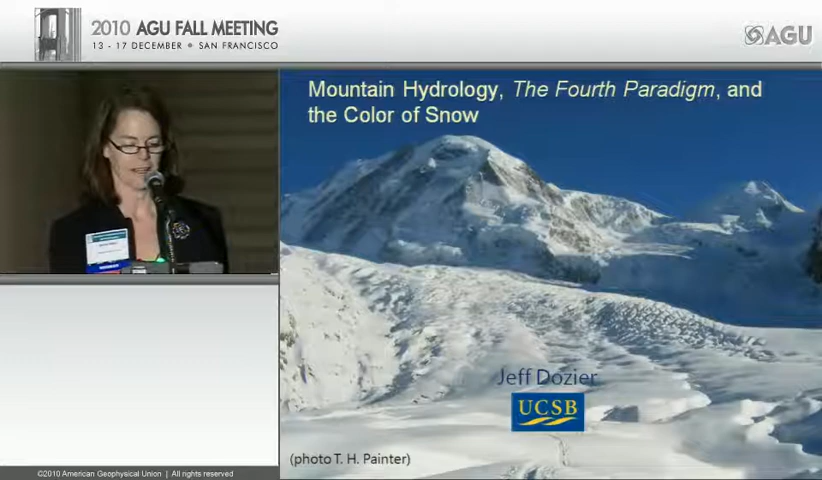 2010 AGU FALL MEETING
13 - 17 DECEMBER • SAN FRANCISCO
AGU
Mountain Hydrology, The Fourth Paradigm, and
the Color of Snow
Jeff Dozier
UCSB
(photo T. H. Painter)
©2010 American Geophysical Union | All rights reserved